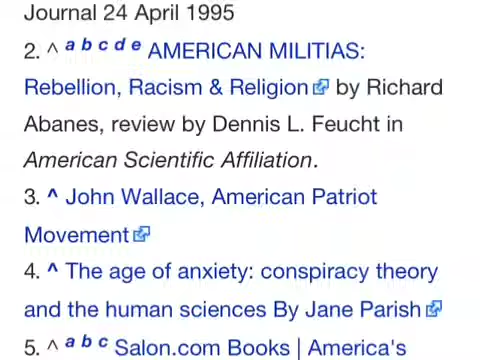 Journal 24 April 1995
2. ^ a b c d e AMERICAN MILITIAS:
Rebellion, Racism & Religion by Richard
Abanes, review by Dennis L. Feucht in
American Scientific Affiliation.
3. ^ John Wallace, American Patriot
Movement
4. ^ The age of anxiety: conspiracy theory
and the human sciences By Jane Parish
5. ^ a b c Salon.com Books | America's